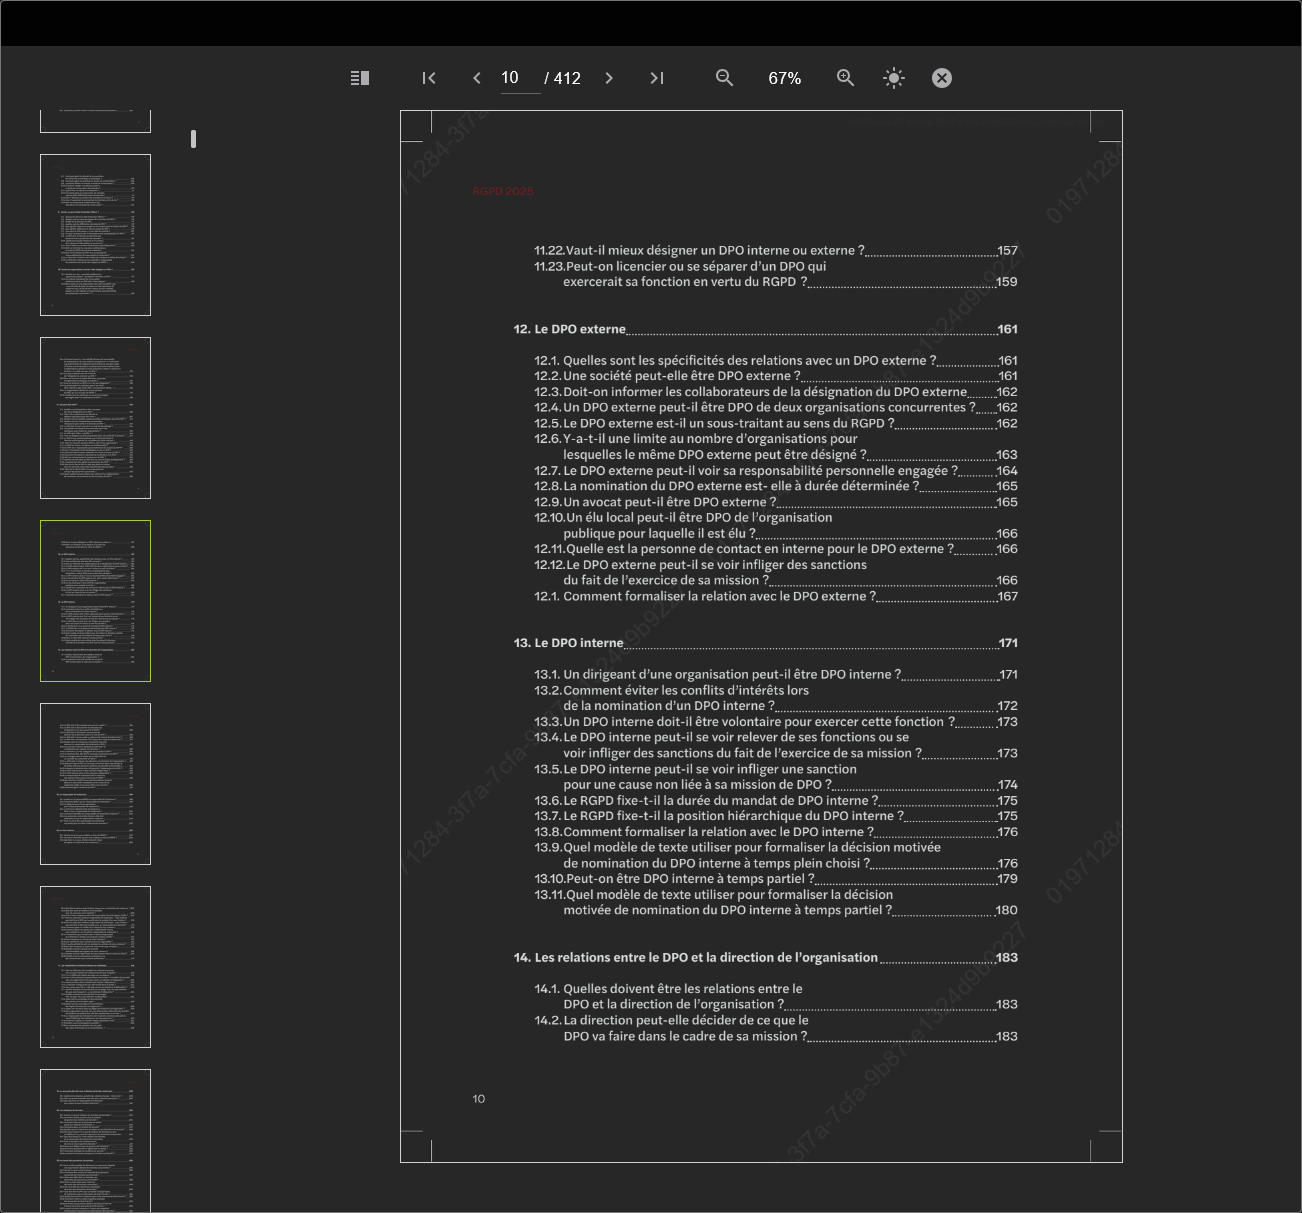 10 / 412 67%
RGPD 2025
11.22.Vaut-il mieux désigner un DPO interne ou externe ? 157
11.23.Peut-on licencier ou se séparer d’un DPO qui
exercerait sa fonction en vertu du RGPD ? 159
12. Le DPO externe 161
12.1. Quelles sont les spécificités des relations avec un DPO externe ? 161
12.2. Une société peut-elle être DPO externe ? 161
12.3. Doit-on informer les collaborateurs de la désignation du DPO externe 162
12.4. Un DPO externe peut-il être DPO de deux organisations concurrentes ? 162
12.5. Le DPO externe est-il un sous-traitant au sens du RGPD ? 162
12.6. Y-a-t-il une limite au nombre d’organisations pour
lesquelles le même DPO externe peut être désigné ? 163
12.7. Le DPO externe peut-il voir sa responsabilité personnelle engagée ? 164
12.8. La nomination du DPO externe est- elle à durée déterminée ? 165
12.9. Un avocat peut-il être DPO externe ? 165
12.10.Un élu local peut-il être DPO de l’organisation
publique pour laquelle il est élu ? 166
12.11.Quelle est la personne de contact en interne pour le DPO externe ? 166
12.12.Le DPO externe peut-il se voir infliger des sanctions
du fait de l’exercice de sa mission ? 166
12.1. Comment formaliser la relation avec le DPO externe ? 167
13. Le DPO interne 171
13.1. Un dirigeant d’une organisation peut-il être DPO interne ? 171
13.2. Comment éviter les conflits d’intérêts lors
de la nomination d’un DPO interne ? 172
13.3. Un DPO interne doit-il être volontaire pour exercer cette fonction ? 173
13.4. Le DPO interne peut-il se voir relever de ses fonctions ou se
voir infliger des sanctions du fait de l’exercice de sa mission ? 173
13.5. Le DPO interne peut-il se voir infliger une sanction
pour une cause non liée à sa mission de DPO ? 174
13.6. Le RGPD fixe-t-il la durée du mandat de DPO interne ? 175
13.7. Le RGPD fixe-t-il la position hiérarchique du DPO interne ? 175
13.8. Comment formaliser la relation avec le DPO interne ? 176
13.9. Quel modèle de texte utiliser pour formaliser la décision motivée
de nomination du DPO interne à temps plein choisi ? 176
13.10.Peut-on être DPO interne à temps partiel ? 179
13.11.Quel modèle de texte utiliser pour formaliser la décision
motivée de nomination du DPO interne à temps partiel ? 180
14. Les relations entre le DPO et la direction de l’organisation 183
14.1. Quelles doivent être les relations entre le
DPO et la direction de l’organisation ? 183
14.2. La direction peut-elle décider de ce que le
DPO va faire dans le cadre de sa mission ? 183
10